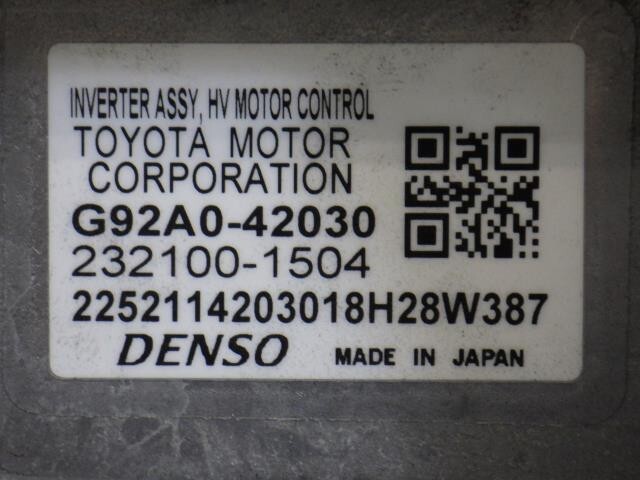 INVERTER ASSY, HV MOTOR CONTROL
TOYOTA MOTOR
CORPORATION
G92A0-42030
232100-1504
2252114203018H28W387
DENSO MADE IN JAPAN